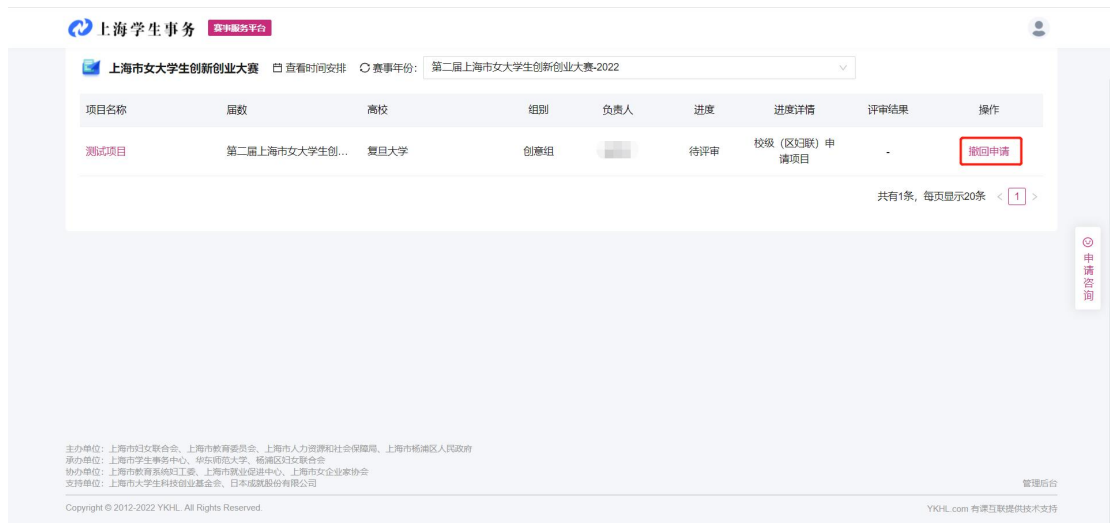 上海学生事务 赛事服务平台
上海市女大学生创新创业大赛 查看时间安排 赛事年份： 第二届上海市女大学生创新创业大赛-2022
项目名称 届数 高校 组别 负责人 进度 进度详情 评审结果 操作
测试项目 第二届上海市女大学生创... 复旦大学 创意组 待评审 校级（区妇联）申 - 撤回申请
请项目
共有1条，每页显示20条 < 1 >
申请咨询
主办单位：上海市妇女联合会、上海市教育委员会、上海市人力资源和社会保障局、上海市杨浦区人民政府
承办单位：上海市学生事务中心、华东师范大学、杨浦区妇女联合会
协办单位：上海市教育系统妇工委、上海市就业促进中心、上海市女企业家协会
支持单位：上海市大学生科技创业基金会、日本成就股份有限公司 管理后台
Copyright © 2012-2022 YKHL. All Rights Reserved. YKHL.com 有课互联提供技术支持